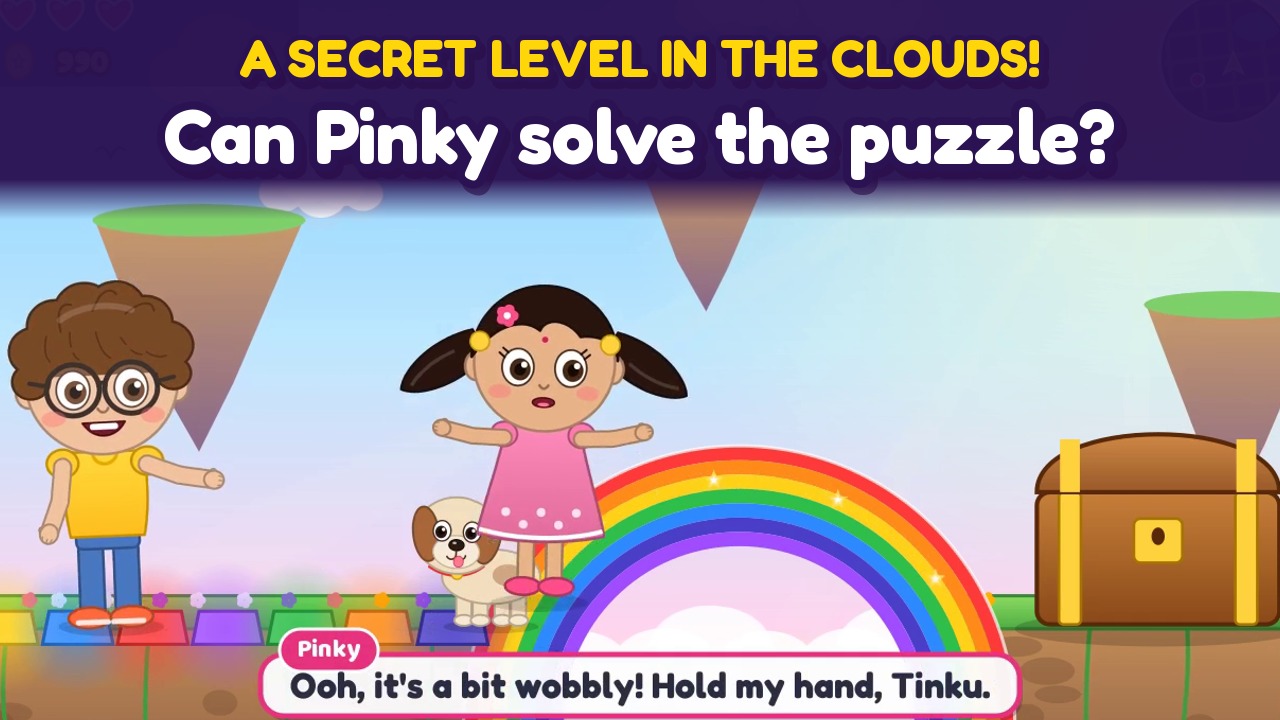 990
A SECRET LEVEL IN THE CLOUDS!
Can Pinky solve the puzzle?
Pinky
Ooh, it's a bit wobbly! Hold my hand, Tinku.